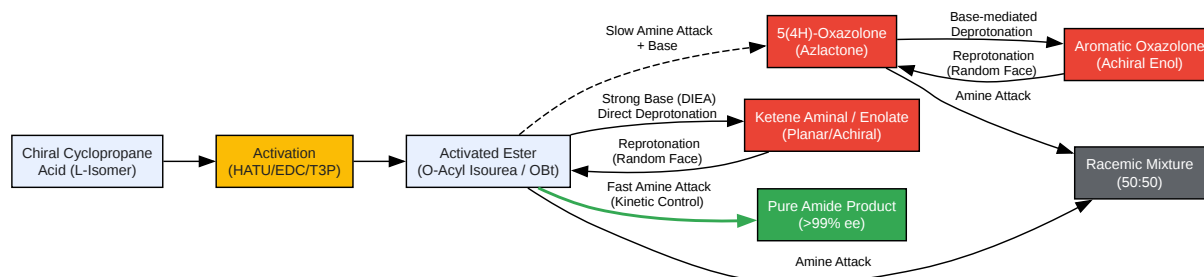 Slow Amine Attack
+ Base
5(4H)-Oxazolone
(Azlactone)
Base-mediated
Deprotonation
Reprotonation
(Random Face)
Aromatic Oxazolone
(Achiral Enol)
Amine Attack
Chiral Cyclopropane
Acid (L-Isomer)
Activation
(HATU/EDC/T3P)
Activated Ester
(O-Acyl Isourea / OBt)
Strong Base (DIEA)
Direct Deprotonation
Reprotonation
(Random Face)
Ketene Aminal / Enolate
(Planar/Achiral)
Fast Amine Attack
(Kinetic Control)
Pure Amide Product
(>99% ee)
Racemic Mixture
(50:50)
Amine Attack